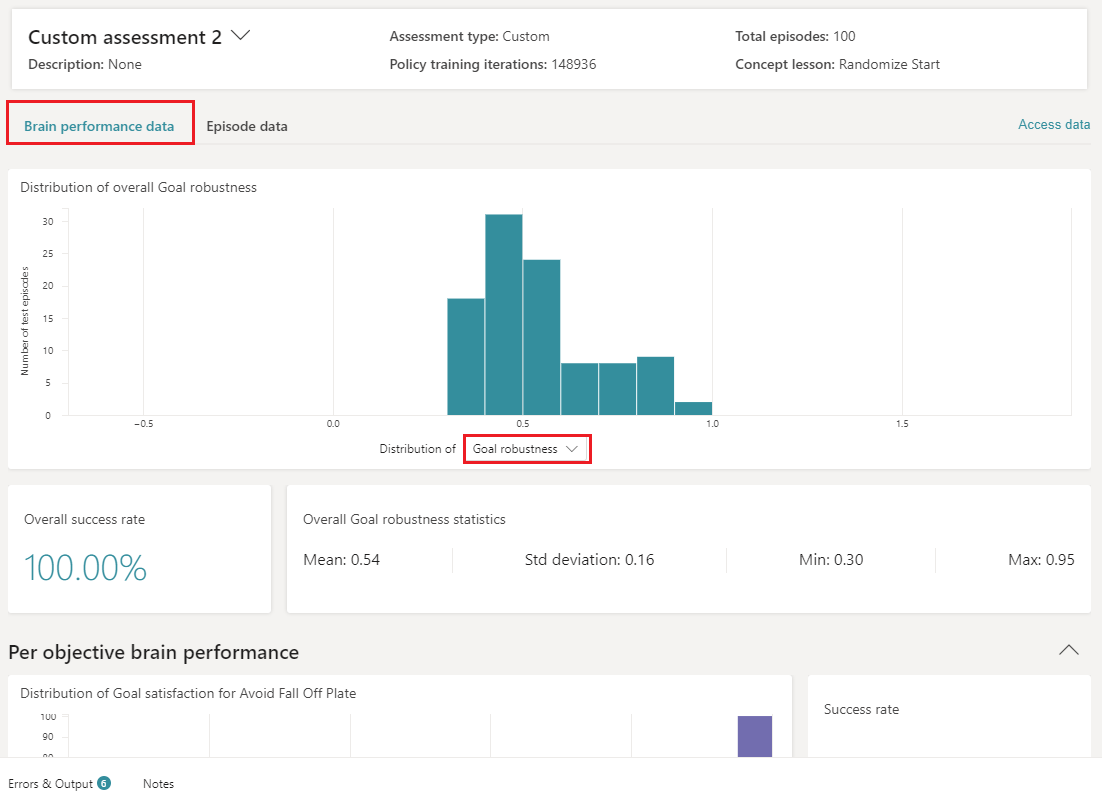 Custom assessment 2
Assessment type: Custom
Total episodes: 100
Description: None
Policy training iterations: 148936
Concept lesson: Randomize Start
Brain performance data
Episode data
Access data
Distribution of overall Goal robustness
Number of test episodes
30
25
20
15
10
5
0
−0.5
0.0
0.5
1.0
1.5
Distribution of
Goal robustness
Overall success rate
100.00%
Overall Goal robustness statistics
Mean: 0.54
Std deviation: 0.16
Min: 0.30
Max: 0.95
Per objective brain performance
Distribution of Goal satisfaction for Avoid Fall Off Plate
100
90
80
Success rate
Errors & Output 6
Notes